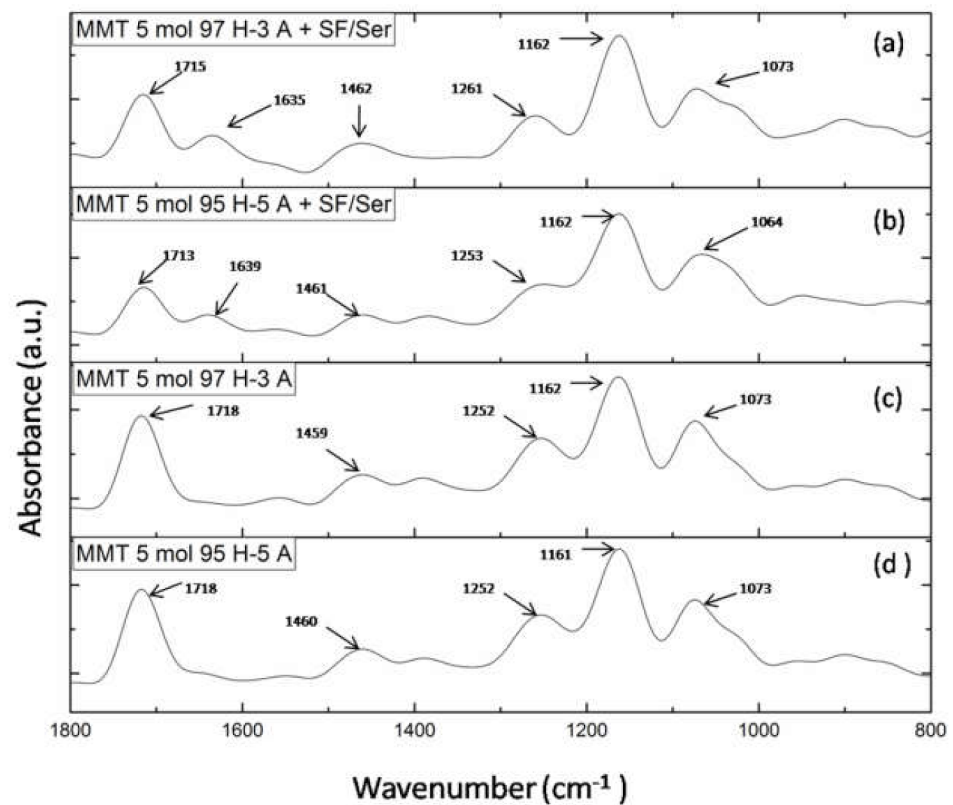 MMT 5 mol 97 H-3 A + SF/Ser
(a)
1715
1635
1462
1261
1162
1073
MMT 5 mol 95 H-5 A + SF/Ser
(b)
1713
1639
1461
1253
1162
1064
MMT 5 mol 97 H-3 A
(c)
1718
1459
1252
1162
1073
MMT 5 mol 95 H-5 A
(d )
1718
1460
1252
1161
1073
Absorbance (a.u.)
1800 1600 1400 1200 1000 800
Wavenumber (cm⁻¹)